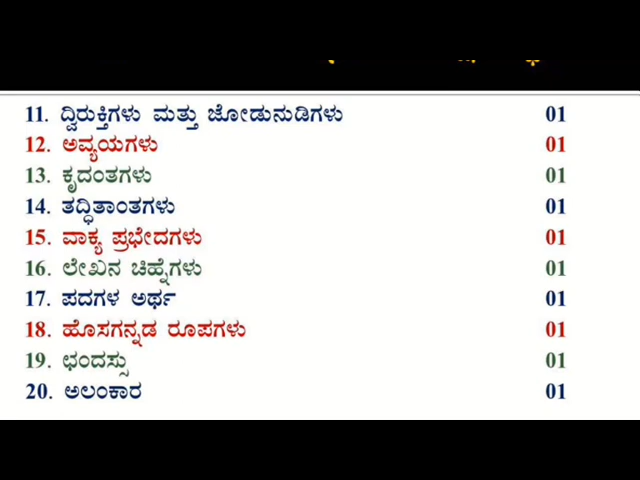 11. ದ್ವಿರುಕ್ತಿಗಳು ಮತ್ತು ಜೋಡುನುಡಿಗಳು 01
12. ಅವ್ಯಯಗಳು 01
13. ಕೃದಂತಗಳು 01
14. ತದ್ಧಿತಾಂತಗಳು 01
15. ವಾಕ್ಯ ಪ್ರಭೇದಗಳು 01
16. ಲೇಖನ ಚಿಹ್ನೆಗಳು 01
17. ಪದಗಳ ಅರ್ಥ 01
18. ಹೊಸಗನ್ನಡ ರೂಪಗಳು 01
19. ಛಂದಸ್ಸು 01
20. ಅಲಂಕಾರ 01